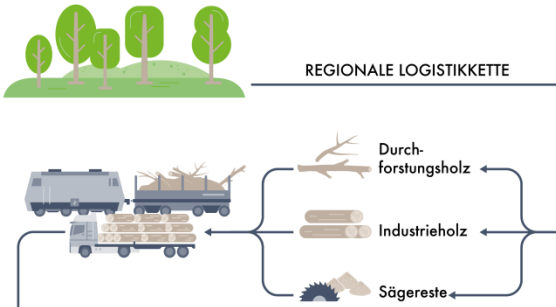 REGIONALE LOGISTIKKETTE
Durch-
forstungsholz
Industrieholz
Sägereste